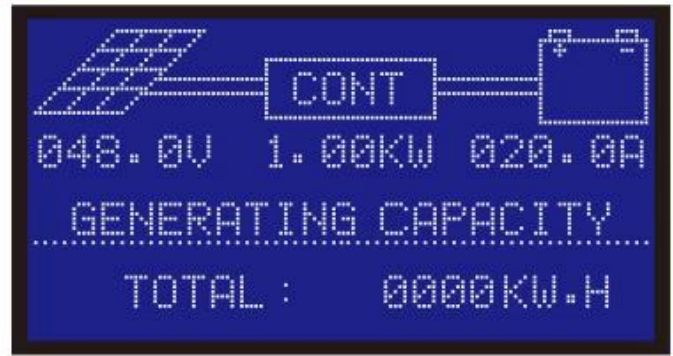 + -
CONT
048.0V 1.00KW 020.0A
GENERATING CAPACITY
TOTAL: 0000KW.H